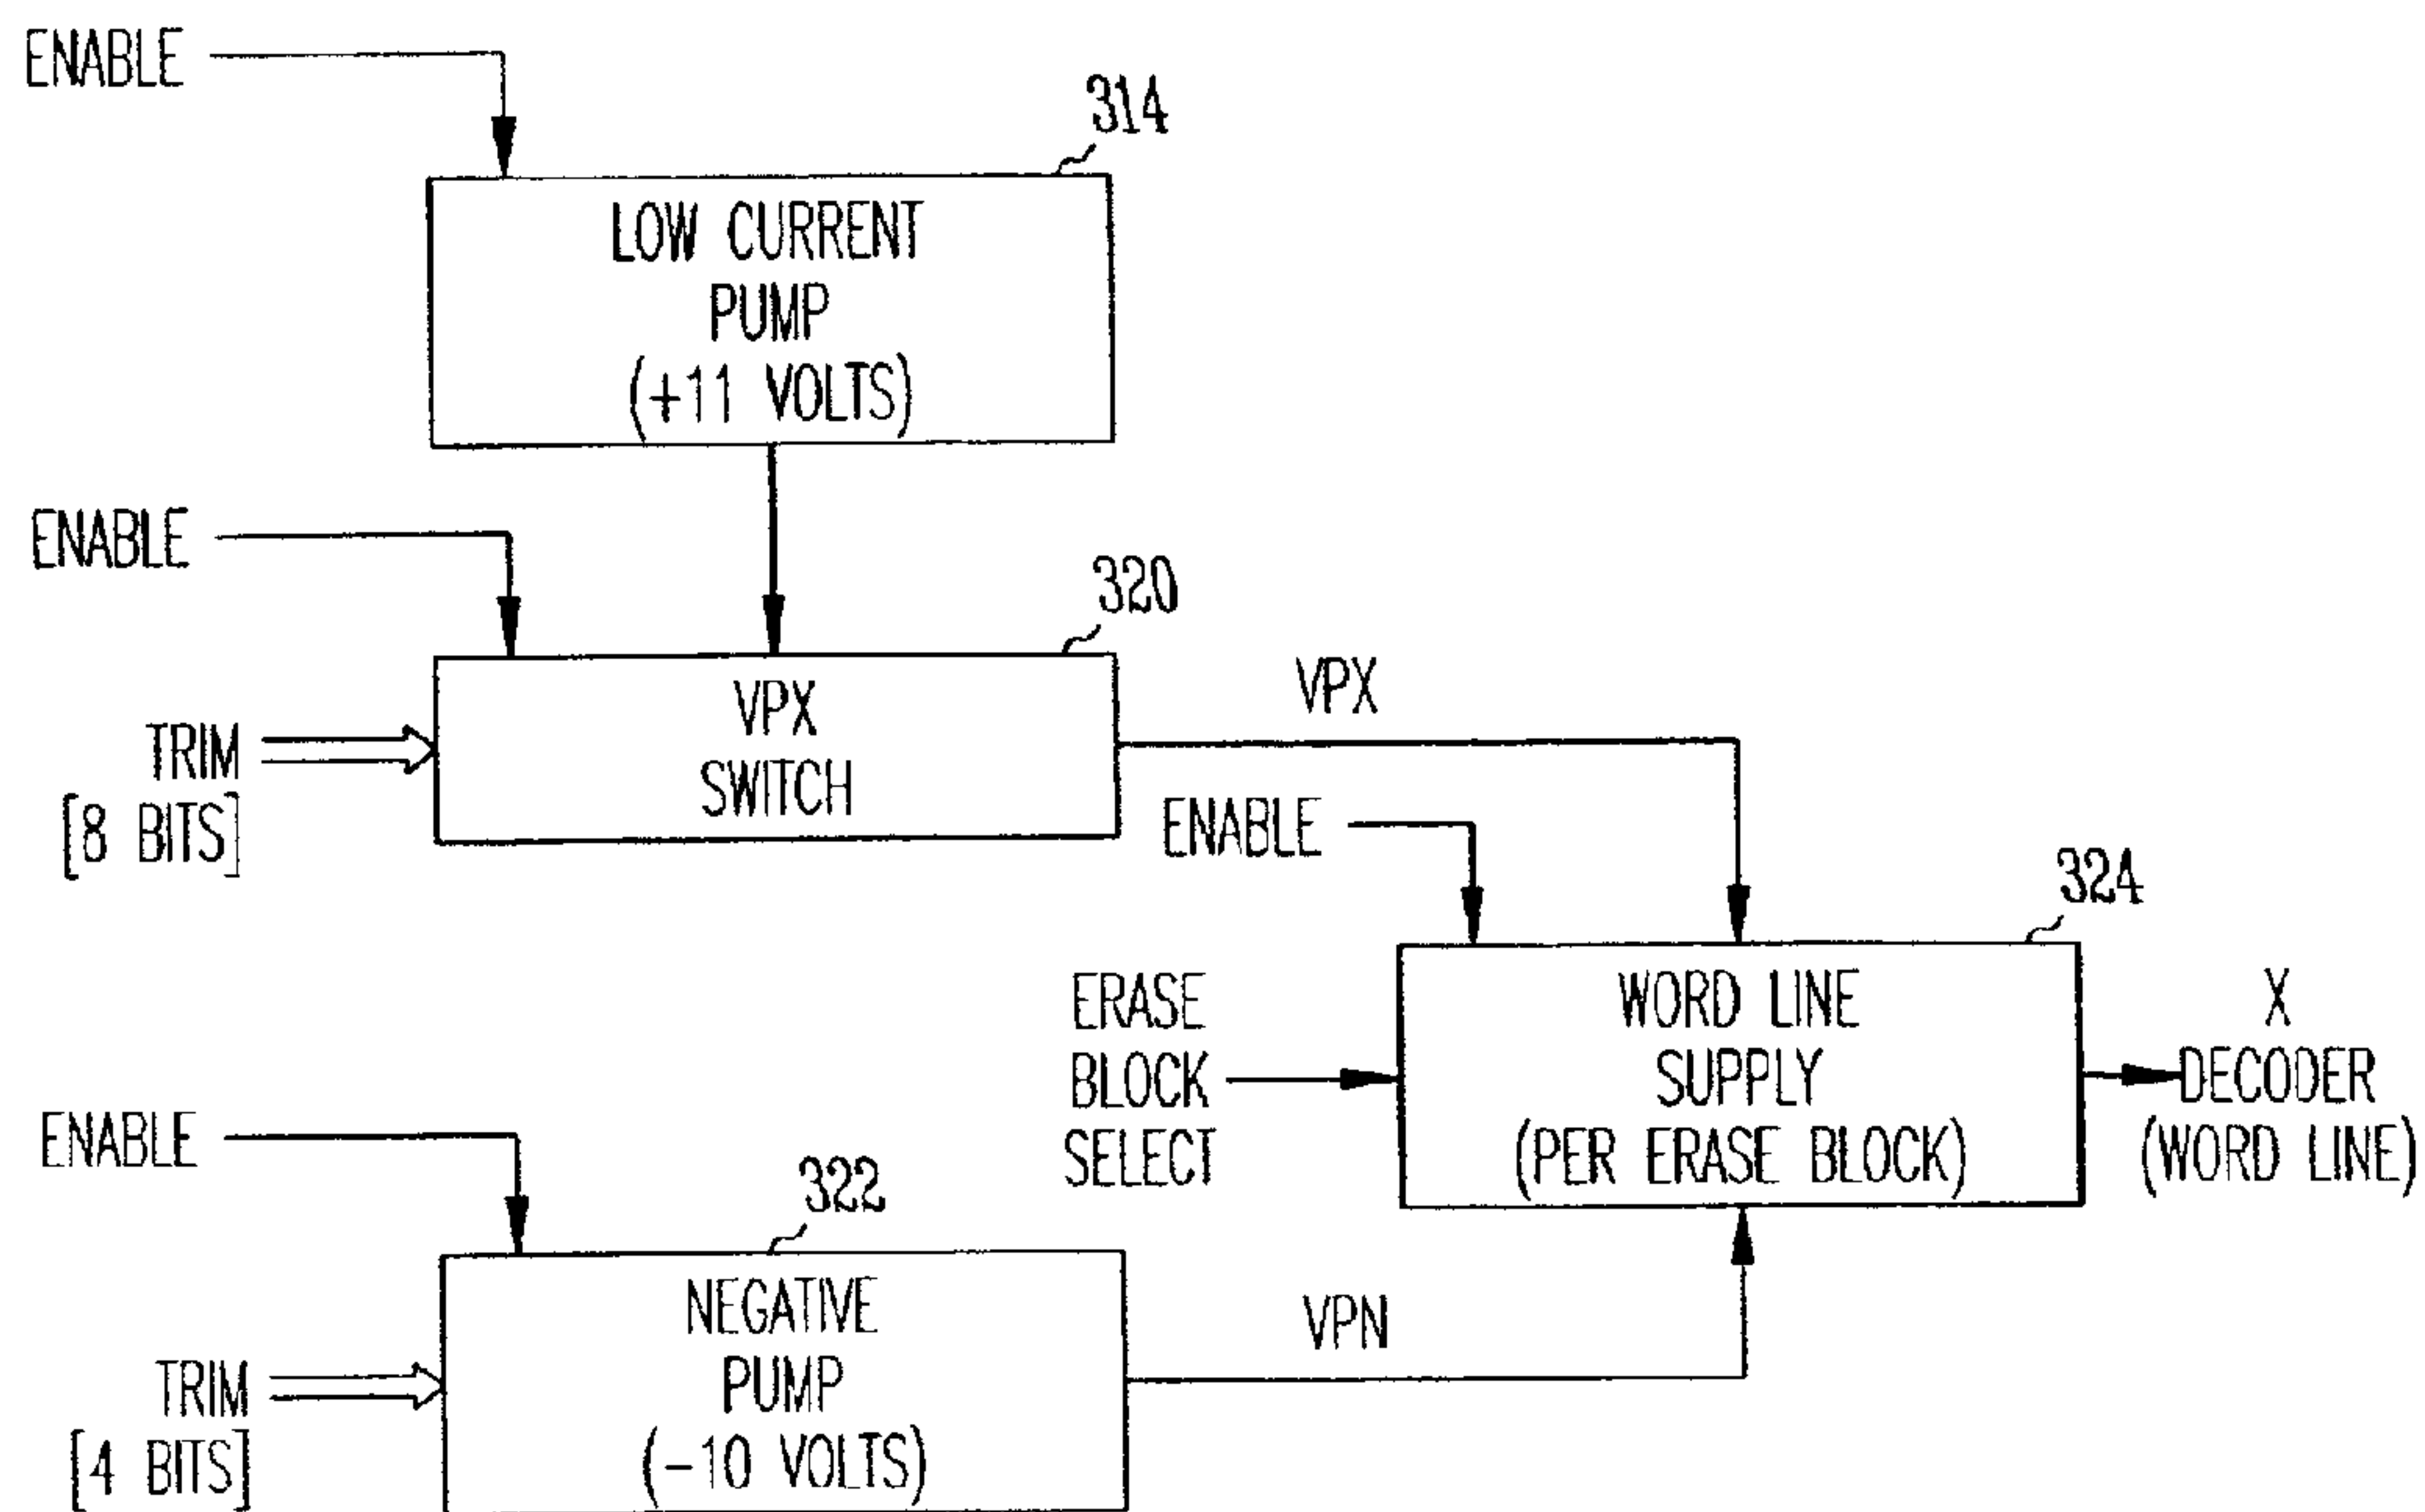 ENABLE
314
LOW CURRENT
PUMP
(+11 VOLTS)
ENABLE
320
VPX
SWITCH
VPX
TRIM
[8 BITS]
ENABLE
324
ERASE
BLOCK
SELECT
WORD LINE
SUPPLY
(PER ERASE BLOCK)
X
DECODER
(WORD LINE)
ENABLE
322
NEGATIVE
PUMP
(-10 VOLTS)
VPN
TRIM
[4 BITS]